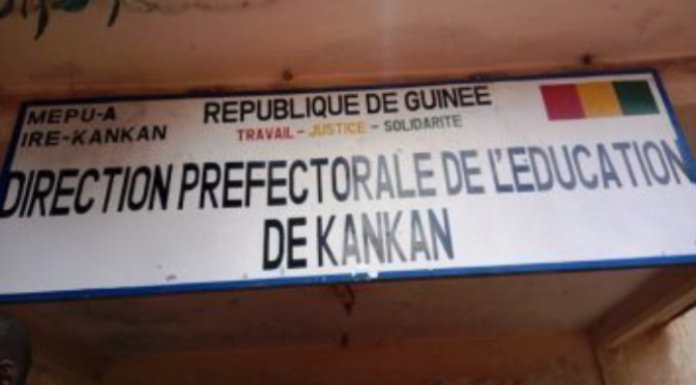 MEPU-A
IRE-KANKAN
REPUBLIQUE DE GUINEE
TRAVAIL - JUSTICE - SOLIDARITE
DIRECTION PREFECTORALE DE L'EDUCATION
DE KANKAN